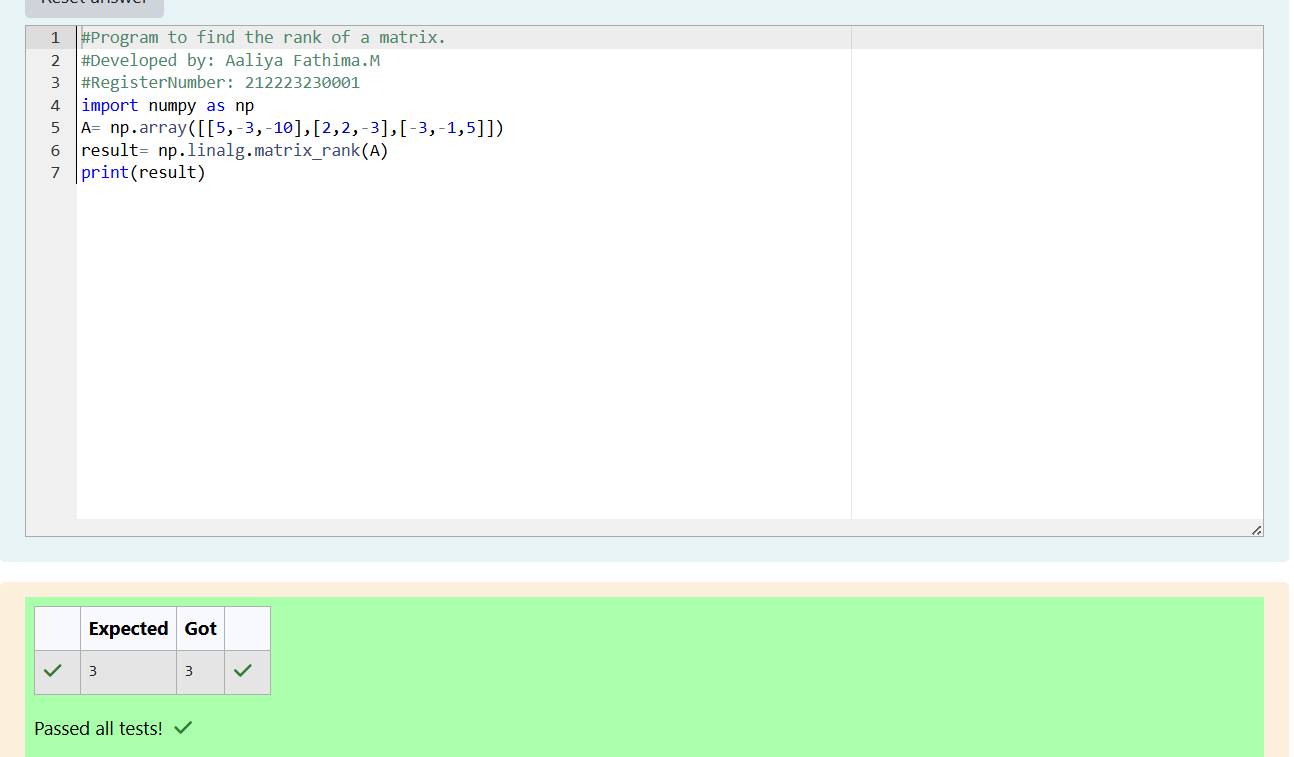 Reset answer
1 #Program to find the rank of a matrix.
2 #Developed by: Aaliya Fathima.M
3 #RegisterNumber: 212223230001
4 import numpy as np
5 A= np.array([[5,-3,-10],[2,2,-3],[-3,-1,5]])
6 result= np.linalg.matrix_rank(A)
7 print(result)
Expected Got
3 3
Passed all tests!